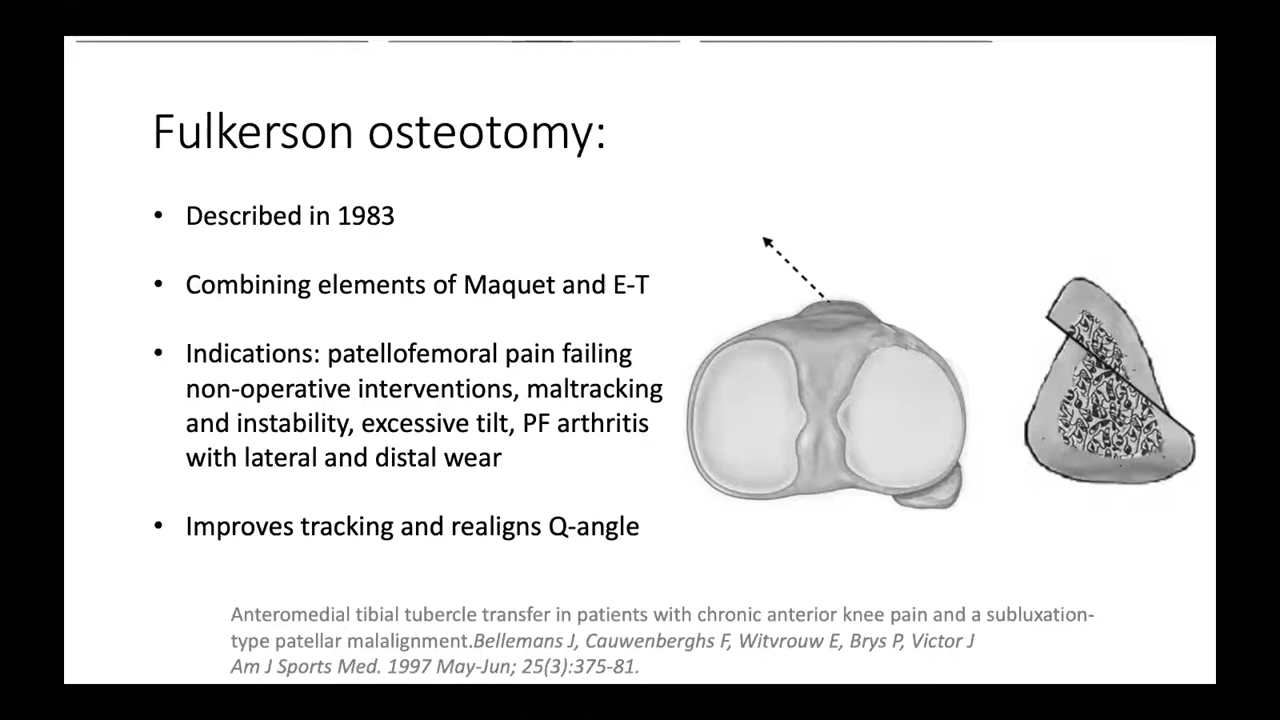 Fulkerson osteotomy:
• Described in 1983
• Combining elements of Maquet and E-T
• Indications: patellofemoral pain failing
non-operative interventions, maltracking
and instability, excessive tilt, PF arthritis
with lateral and distal wear
• Improves tracking and realigns Q-angle
Anteromedial tibial tubercle transfer in patients with chronic anterior knee pain and a subluxation-
type patellar malalignment.Bellemans J, Cauwenberghs F, Witvrouw E, Brys P, Victor J
Am J Sports Med. 1997 May-Jun; 25(3):375-81.